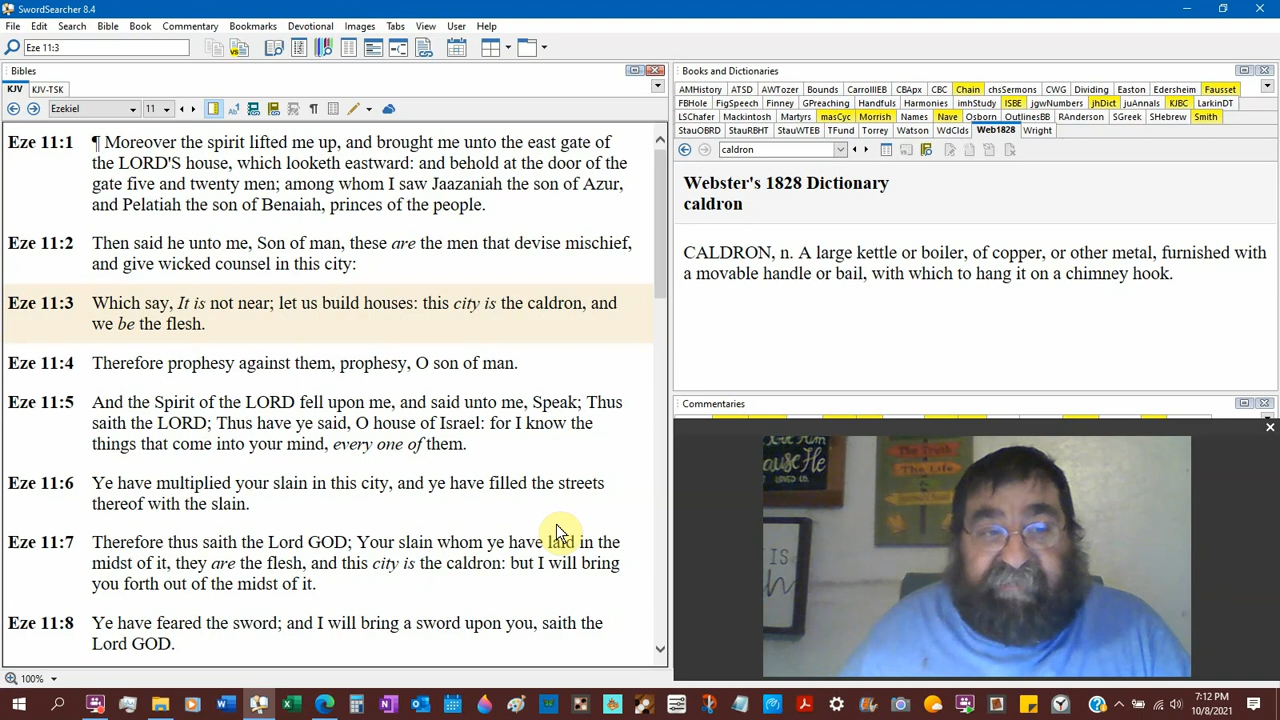 SwordSearcher 8.4
File Edit Search Bible Book Commentary Bookmarks Devotional Images Tabs View User Help
Eze 11:3
Bibles
KJV KJV-TSK
Ezekiel 11
Eze 11:1 ¶ Moreover the spirit lifted me up, and brought me unto the east gate of
the LORD'S house, which looketh eastward: and behold at the door of the
gate five and twenty men; among whom I saw Jaazaniah the son of Azur,
and Pelatiah the son of Benaiah, princes of the people.
Eze 11:2 Then said he unto me, Son of man, these are the men that devise mischief,
and give wicked counsel in this city:
Eze 11:3 Which say, It is not near; let us build houses: this city is the caldron, and
we be the flesh.
Eze 11:4 Therefore prophesy against them, prophesy, O son of man.
Eze 11:5 And the Spirit of the LORD fell upon me, and said unto me, Speak; Thus
saith the LORD; Thus have ye said, O house of Israel: for I know the
things that come into your mind, every one of them.
Eze 11:6 Ye have multiplied your slain in this city, and ye have filled the streets
thereof with the slain.
Eze 11:7 Therefore thus saith the Lord GOD; Your slain whom ye have laid in the
midst of it, they are the flesh, and this city is the caldron: but I will bring
you forth out of the midst of it.
Eze 11:8 Ye have feared the sword; and I will bring a sword upon you, saith the
Lord GOD.
100%
Books and Dictionaries
AMHistory AWTozer Bounds CarrollEB CBApx CBC Chain chsSermons CWG Dividing Easton Edersheim Fausset
FBHole FigSpeech Finney GPreaching Handfuls Harmonies imhStudy ISBE jgwNumbers jhDict juAnnals KJBC LarkinDT
LSChafer Mackintosh Martyrs masCyc Morrish Names Nave Osborn OutlinesBB RAnderson SGreek SHebrew Smith
StauOBRD StauRBHT StauWTEB TFund Torrey Watson WdClds Web1828 Wright
caldron
Webster's 1828 Dictionary
caldron
CALDRON, n. A large kettle or boiler, of copper, or other metal, furnished with
a movable handle or bail, with which to hang it on a chimney hook.
Commentaries
ause He
The Truth
The Life
IS
7:12 PM
10/8/2021